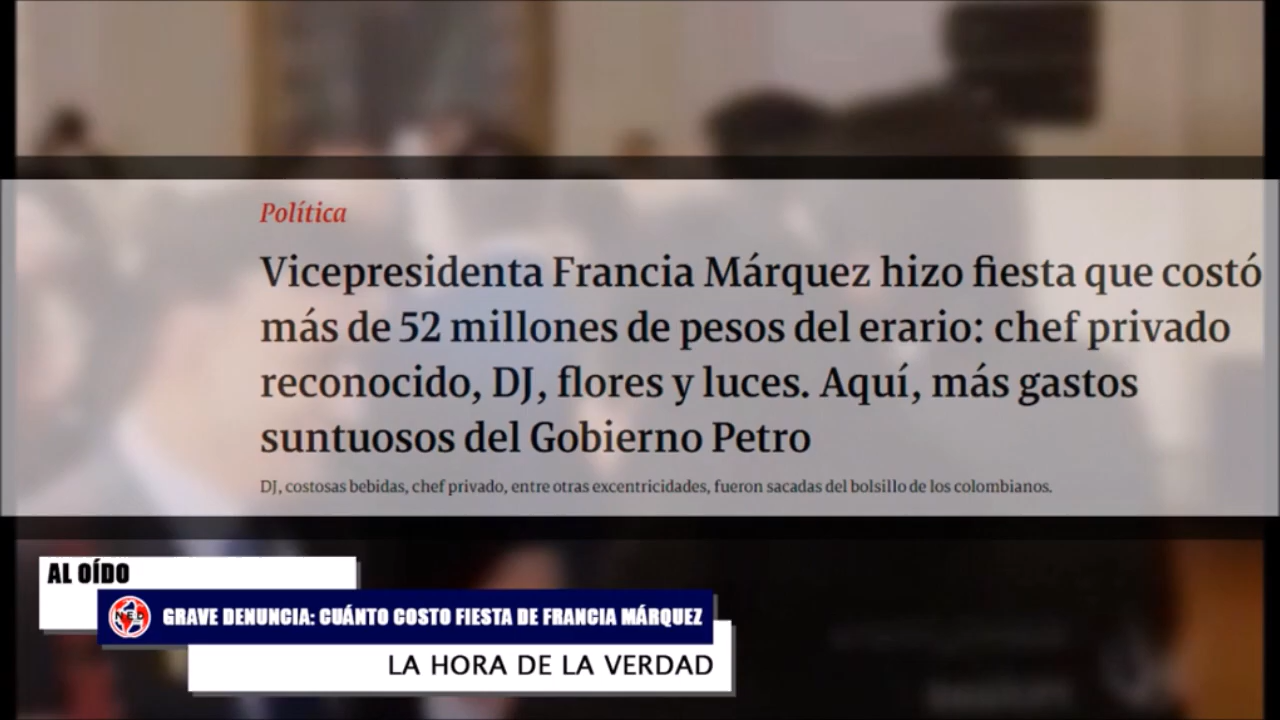 Política
Vicepresidenta Francia Márquez hizo fiesta que costó
más de 52 millones de pesos del erario: chef privado
reconocido, DJ, flores y luces. Aquí, más gastos
suntuosos del Gobierno Petro
DJ, costosas bebidas, chef privado, entre otras excentricidades, fueron sacadas del bolsillo de los colombianos.
AL OÍDO
GRAVE DENUNCIA: CUÁNTO COSTO FIESTA DE FRANCIA MÁRQUEZ
LA HORA DE LA VERDAD